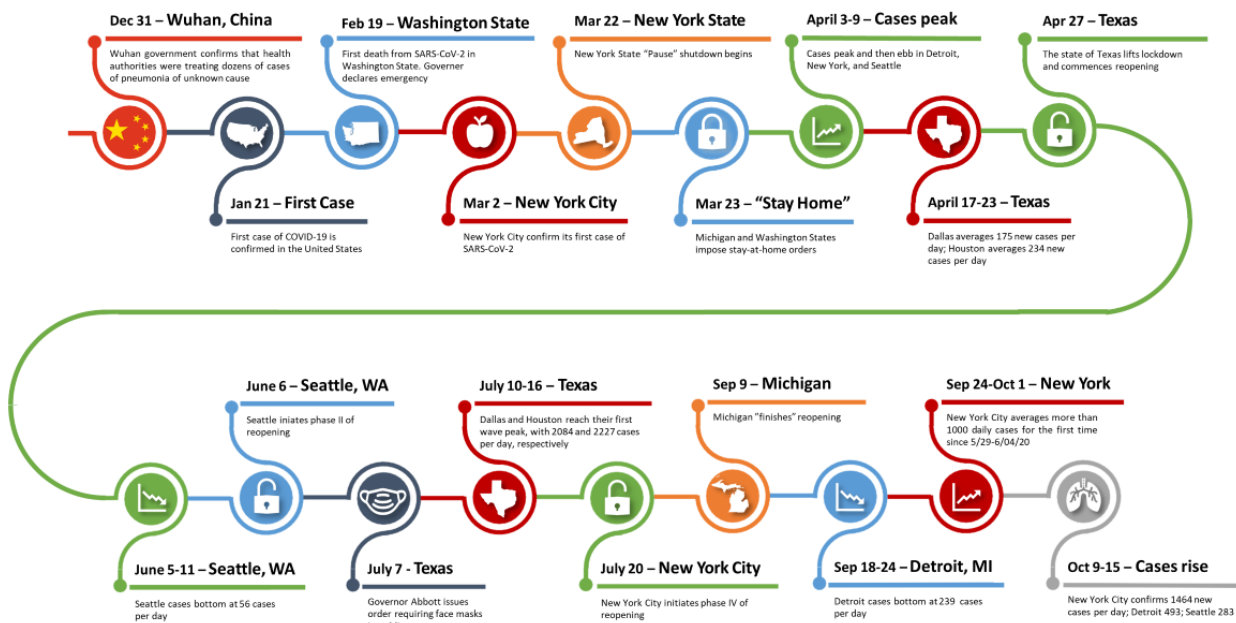 Dec 31 – Wuhan, China
Wuhan government confirms that health
authorities were treating dozens of cases
of pneumonia of unknown cause
Jan 21 – First Case
First case of COVID-19 is
confirmed in the United States
Feb 19 – Washington State
First death from SARS-CoV-2 in
Washington State. Governer
declares emergency
Mar 2 – New York City
New York City confirm its first case of
SARS-CoV-2
Mar 22 – New York State
New York State "Pause" shutdown begins
Mar 23 – "Stay Home"
Michigan and Washington States
impose stay-at-home orders
April 3-9 – Cases peak
Cases peak and then ebb in Detroit,
New York, and Seattle
April 17-23 – Texas
Dallas averages 175 new cases per
day; Houston averages 234 new
cases per day
Apr 27 – Texas
The state of Texas lifts lockdown
and commences reopening
June 5-11 – Seattle, WA
Seattle cases bottom at 56 cases
per day
June 6 – Seattle, WA
Seattle iniates phase II of
reopening
July 7 - Texas
Governor Abbott issues
order requiring face masks
July 10-16 – Texas
Dallas and Houston reach their first
wave peak, with 2084 and 2227 cases
per day, respectively
July 20 – New York City
New York City initiates phase IV of
reopening
Sep 9 – Michigan
Michigan "finishes" reopening
Sep 18-24 – Detroit, MI
Detroit cases bottom at 239 cases
per day
Sep 24-Oct 1 – New York
New York City averages more than
1000 daily cases for the first time
since 5/29-6/04/20
Oct 9-15 – Cases rise
New York City confirms 1464 new
cases per day; Detroit 493; Seattle 283